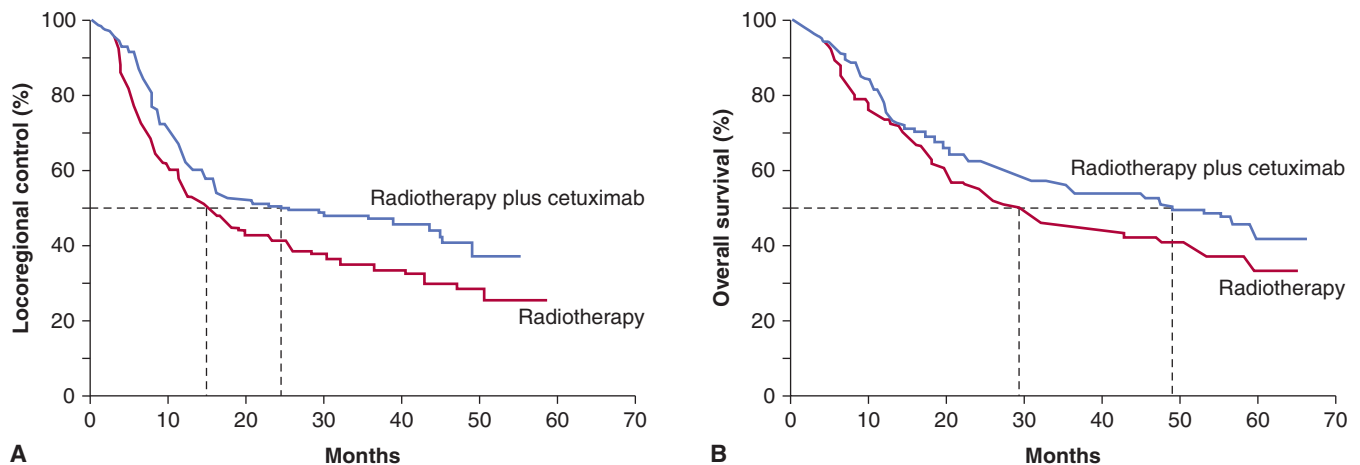 Locoregional control (%)
100
80
60
40
20
0
Radiotherapy plus cetuximab
Radiotherapy
0 10 20 30 40 50 60 70
Months
A
Overall survival (%)
100
80
60
40
20
0
Radiotherapy plus cetuximab
Radiotherapy
0 10 20 30 40 50 60 70
Months
B